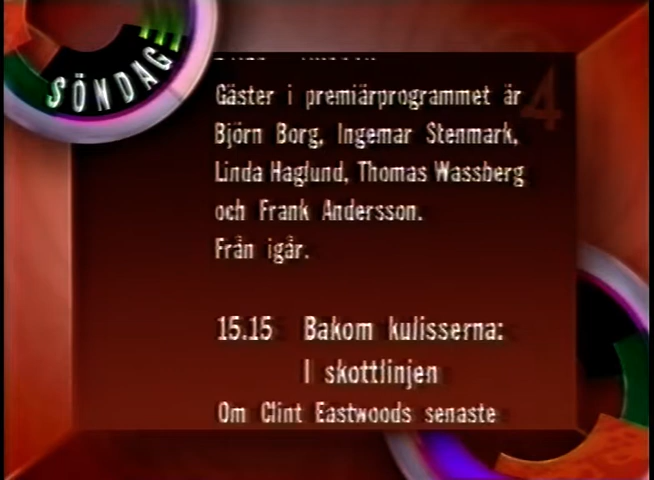 SÖNDAG
4
Gäster i premiärprogrammet är
Björn Borg, Ingemar Stenmark,
Linda Haglund, Thomas Wassberg
och Frank Andersson.
Från igår.
15.15 Bakom kulisserna:
I skottlinjen
Om Clint Eastwoods senaste